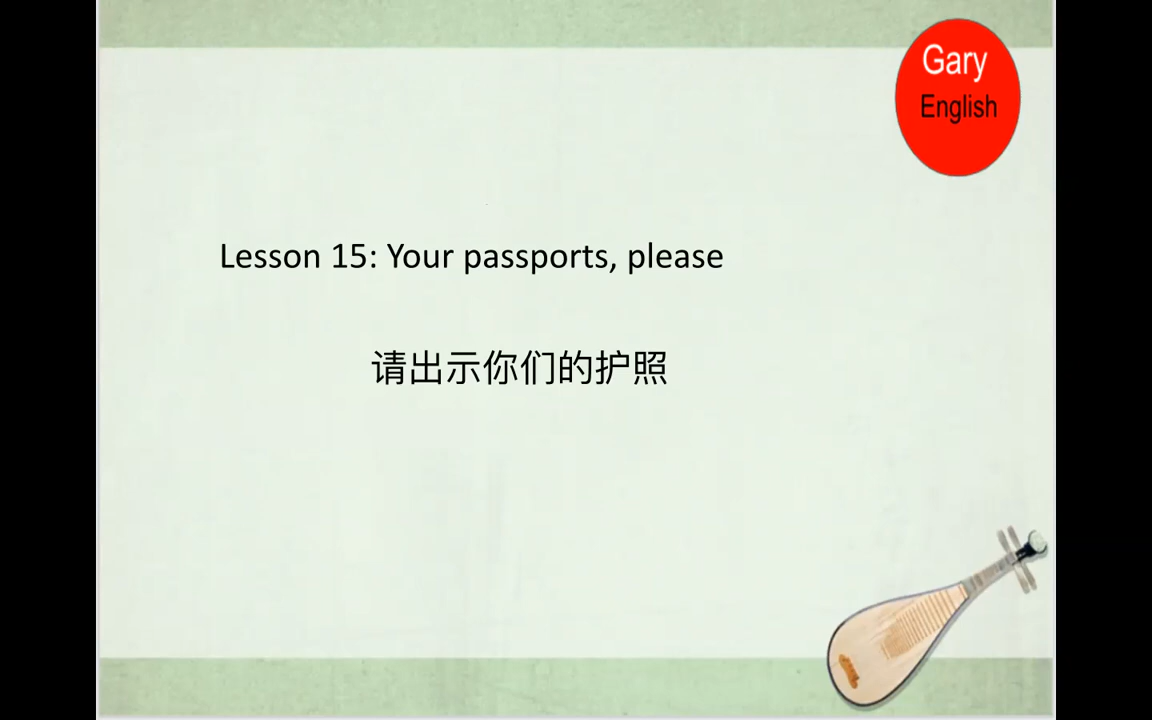 Gary
English
Lesson 15: Your passports, please
请出示你们的护照